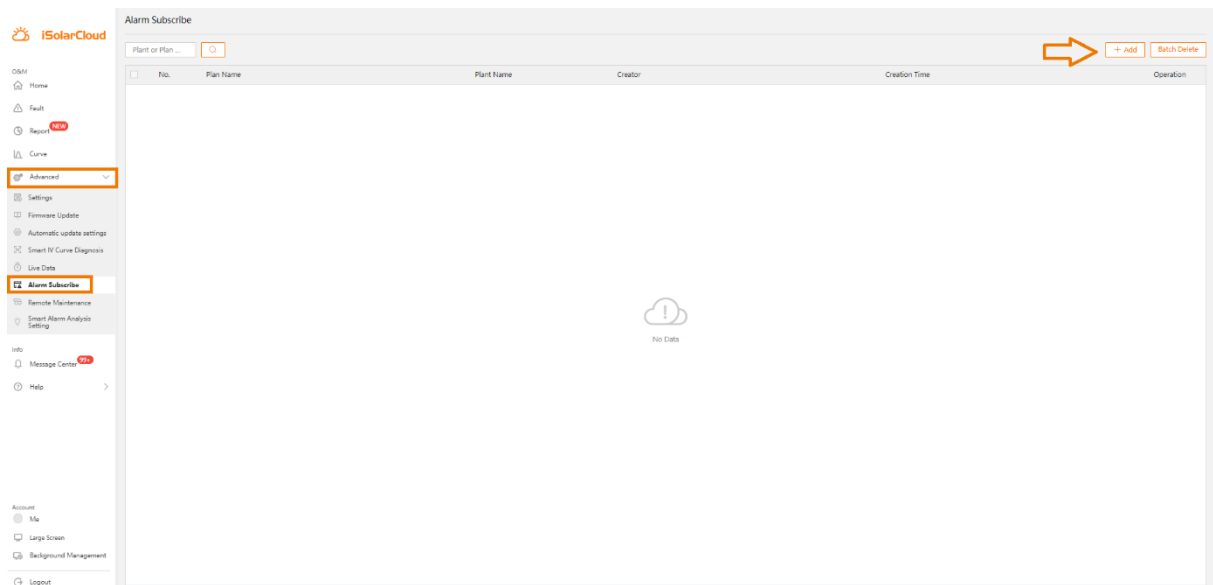 iSolarCloud
O&M
Home
Fault
Report NEW
Curve
Advanced
Settings
Firmware Update
Automatic update settings
Smart IV Curve Diagnosis
Live Data
Alarm Subscribe
Remote Maintenance
Smart Alarm Analysis
Setting
Info
Message Center 99+
Help
Account
Me
Large Screen
Background Management
Logout
Alarm Subscribe
Plant or Plan ...
+ Add
Batch Delete
No. Plan Name Plant Name Creator Creation Time Operation
No Data